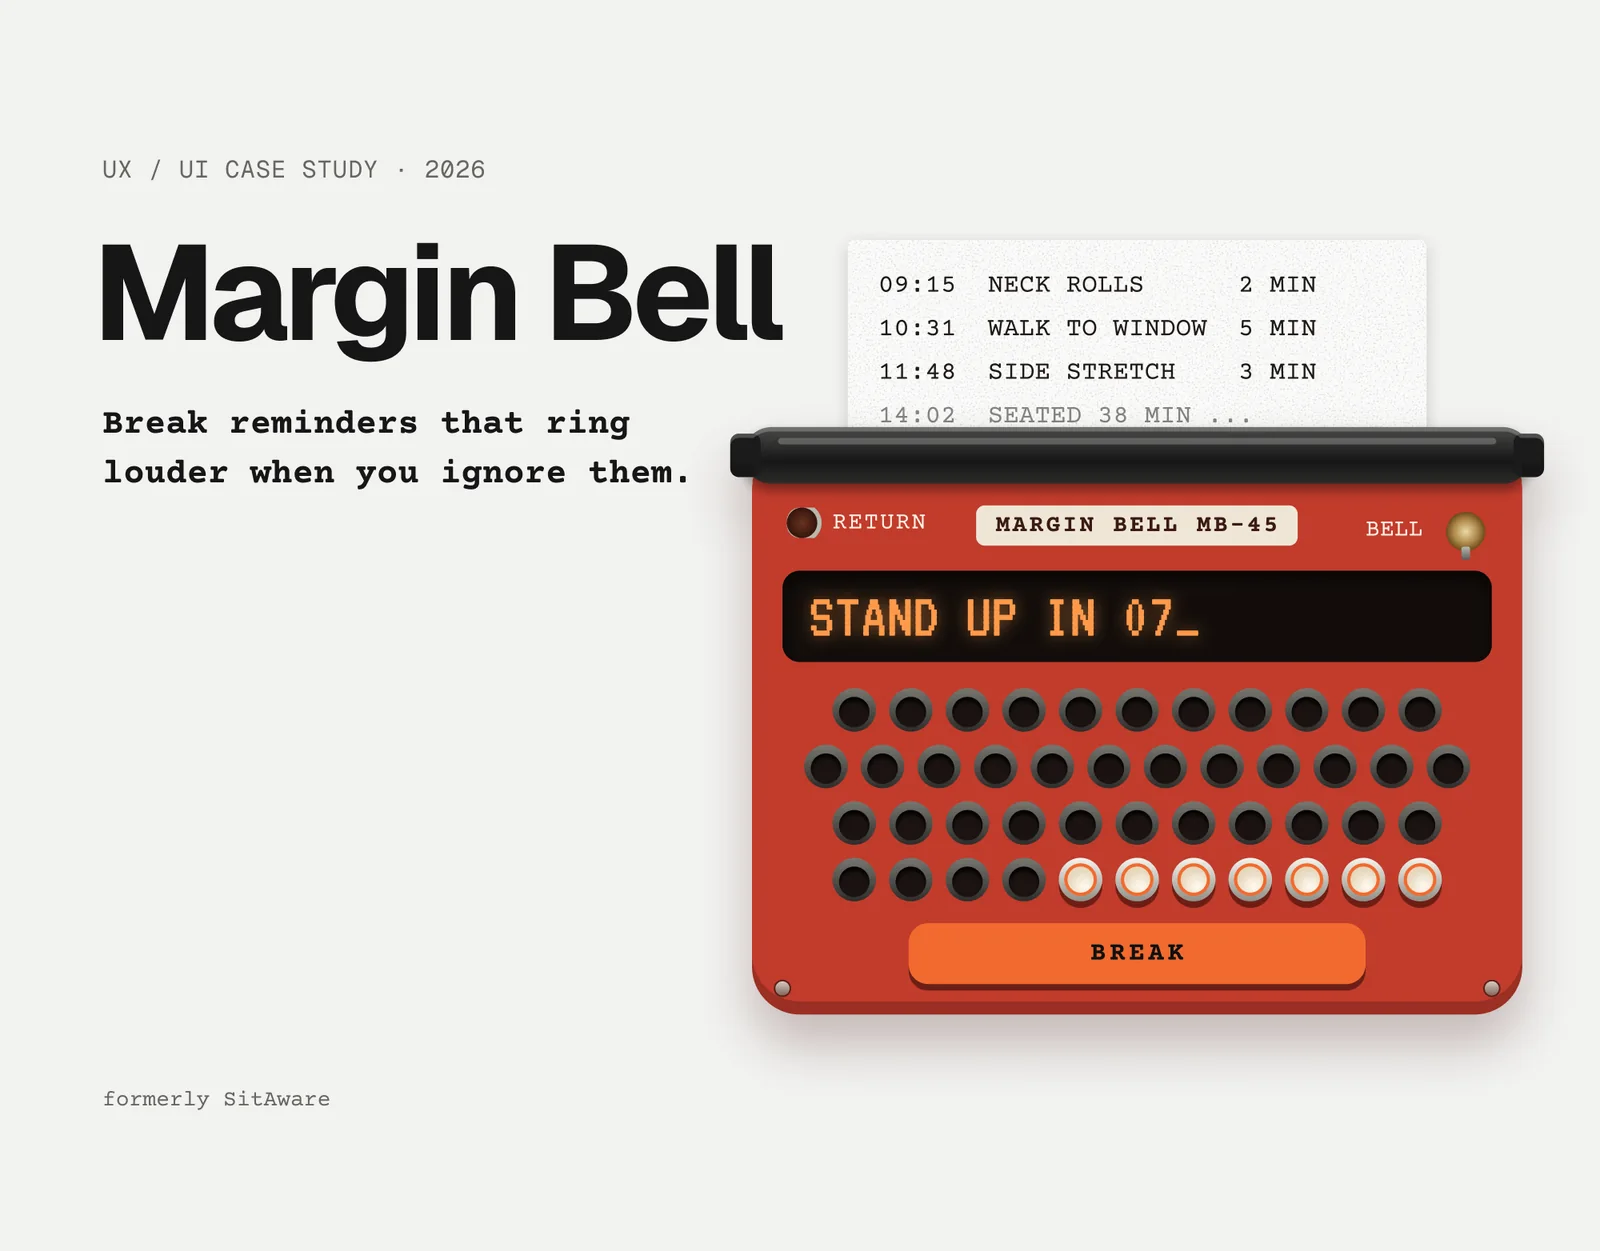 UX / UI CASE STUDY · 2026
Margin Bell
Break reminders that ring
louder when you ignore them.
09:15 NECK ROLLS 2 MIN
10:31 WALK TO WINDOW 5 MIN
11:48 SIDE STRETCH 3 MIN
14:02 SEATED 38 MIN ...
RETURN
MARGIN BELL MB-45
BELL
STAND UP IN 07_
BREAK
formerly SitAware